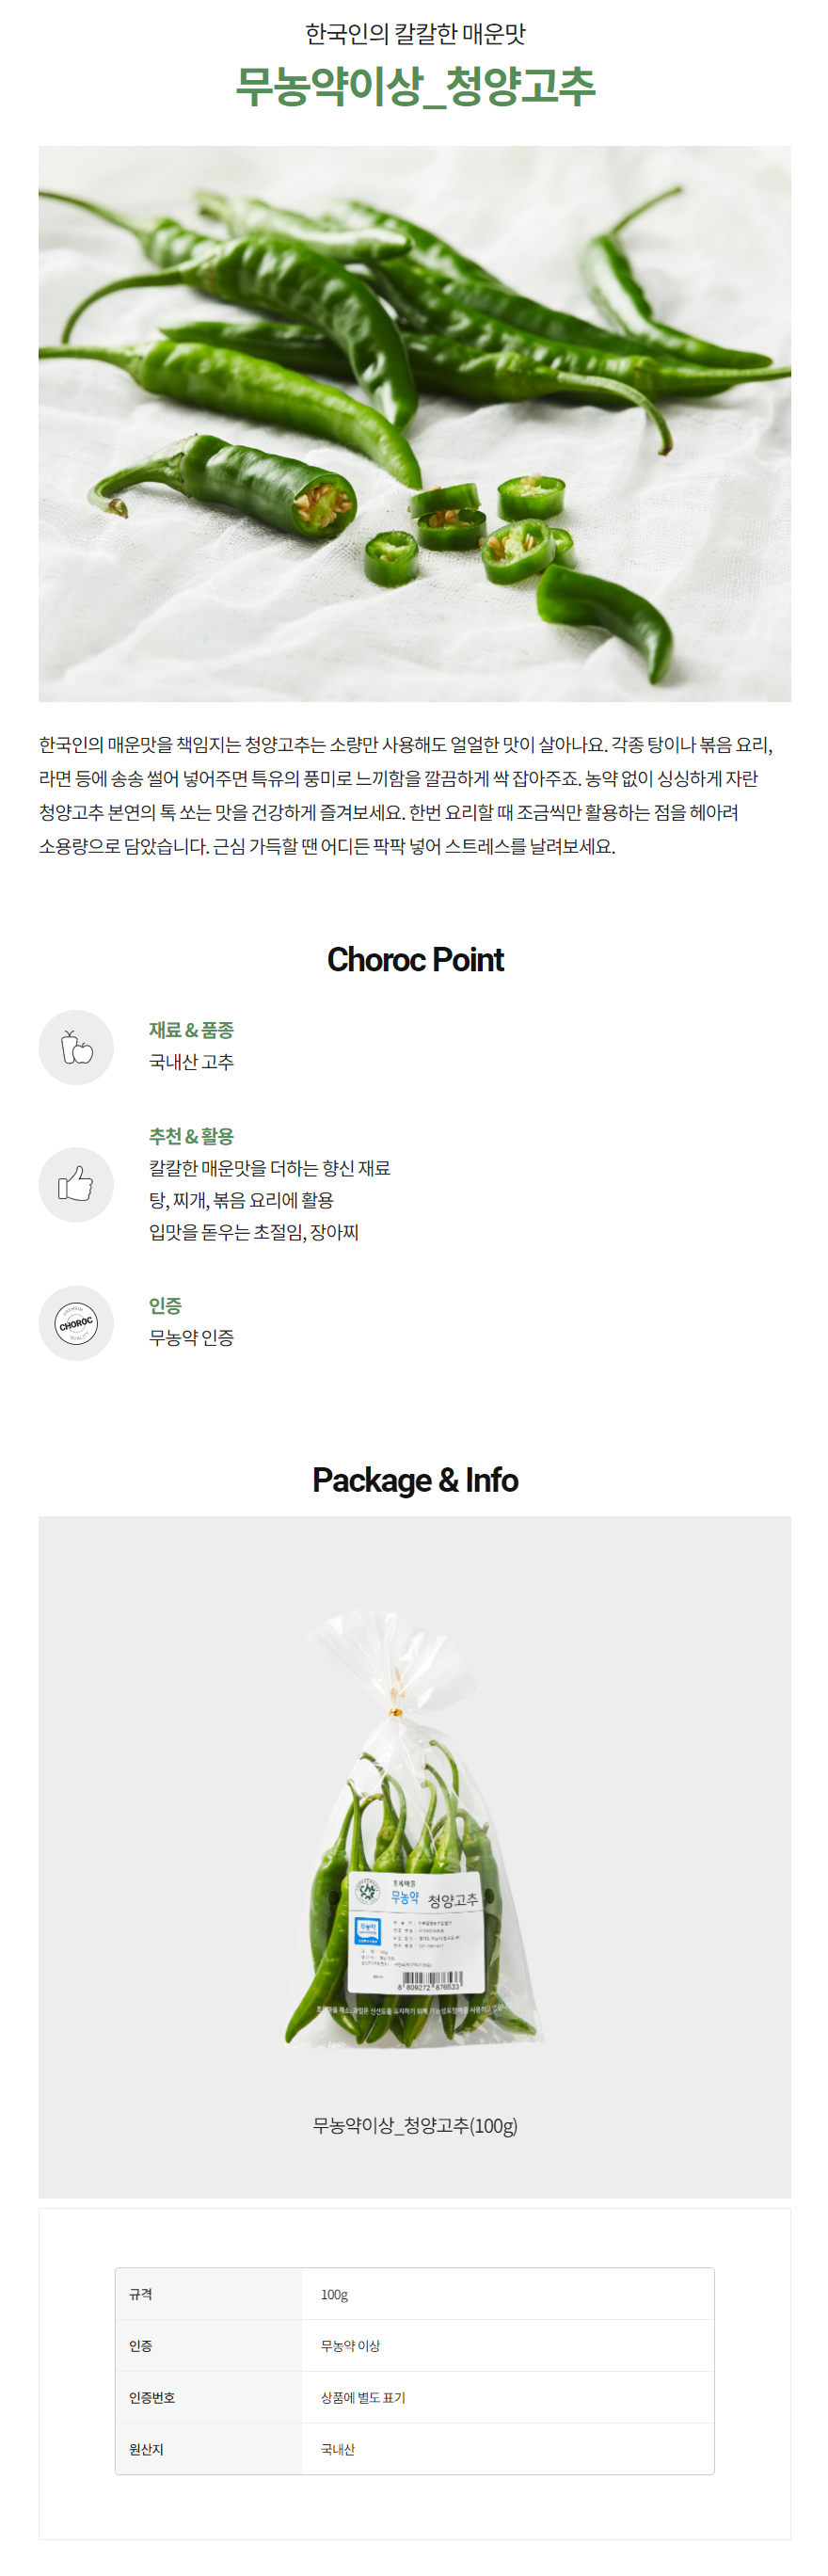 한국인의 칼칼한 매운맛
무농약이상_청양고추
한국인의 매운맛을 책임지는 청양고추는 소량만 사용해도 얼얼한 맛이 살아나요. 각종 탕이나 볶음 요리,
라면 등에 송송 썰어 넣어주면 특유의 풍미로 느끼함을 깔끔하게 싹 잡아주죠. 농약 없이 싱싱하게 자란
청양고추 본연의 톡 쏘는 맛을 건강하게 즐겨보세요. 한번 요리할 때 조금씩만 활용하는 점을 헤아려
소용량으로 담았습니다. 근심 가득할 땐 어디든 팍팍 넣어 스트레스를 날려보세요.
Choroc Point
재료 & 품종
국내산 고추
추천 & 활용
칼칼한 매운맛을 더하는 향신 재료
탕, 찌개, 볶음 요리에 활용
입맛을 돋우는 초절임, 장아찌
PREMIUM
CHOROC
QUALITY
인증
무농약 인증
Package & Info
초록마을
무농약 청양고추
무농약
8 809272 876533
무농약이상_청양고추(100g)
규격 100g
인증 무농약 이상
인증번호 상품에 별도 표기
원산지 국내산